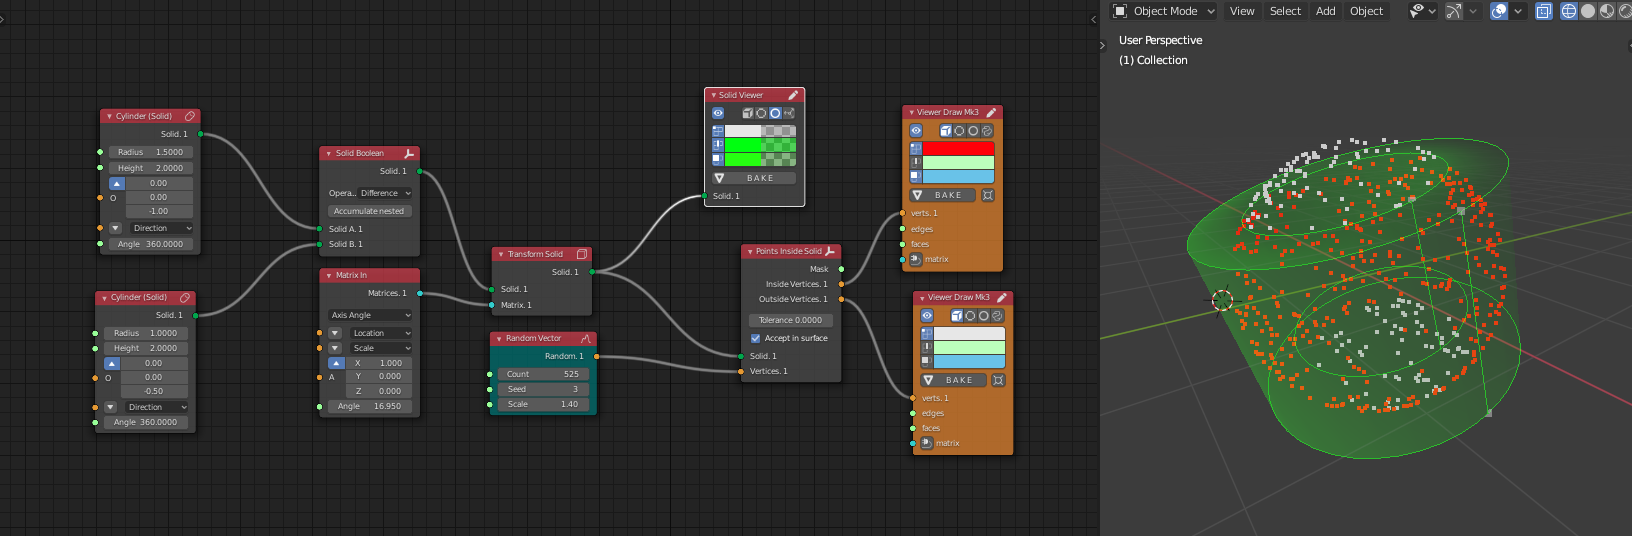 Object Mode
View
Select
Add
Object
User Perspective
(1) Collection
Cylinder (Solid)
Solid. 1
Radius 1.5000
Height 2.0000
0.00
O 0.00
-1.00
Direction
Angle 360.0000
Cylinder (Solid)
Solid. 1
Radius 1.0000
Height 2.0000
0.00
O 0.00
-0.50
Direction
Angle 360.0000
Solid Boolean
Solid. 1
Opera.. Difference
Accumulate nested
Solid A. 1
Solid B. 1
Matrix In
Matrices. 1
Axis Angle
Location
Scale
X 1.000
A Y 0.000
Z 0.000
Angle 16.950
Transform Solid
Solid. 1
Solid. 1
Matrix. 1
Random Vector
Random. 1
Count 525
Seed 3
Scale 1.40
Solid Viewer
BAKE
Solid. 1
Points Inside Solid
Mask
Inside Vertices. 1
Outside Vertices. 1
Tolerance 0.0000
Accept in surface
Solid. 1
Vertices. 1
Viewer Draw Mk3
BAKE
verts. 1
edges
faces
matrix
Viewer Draw Mk3
BAKE
verts. 1
edges
faces
matrix